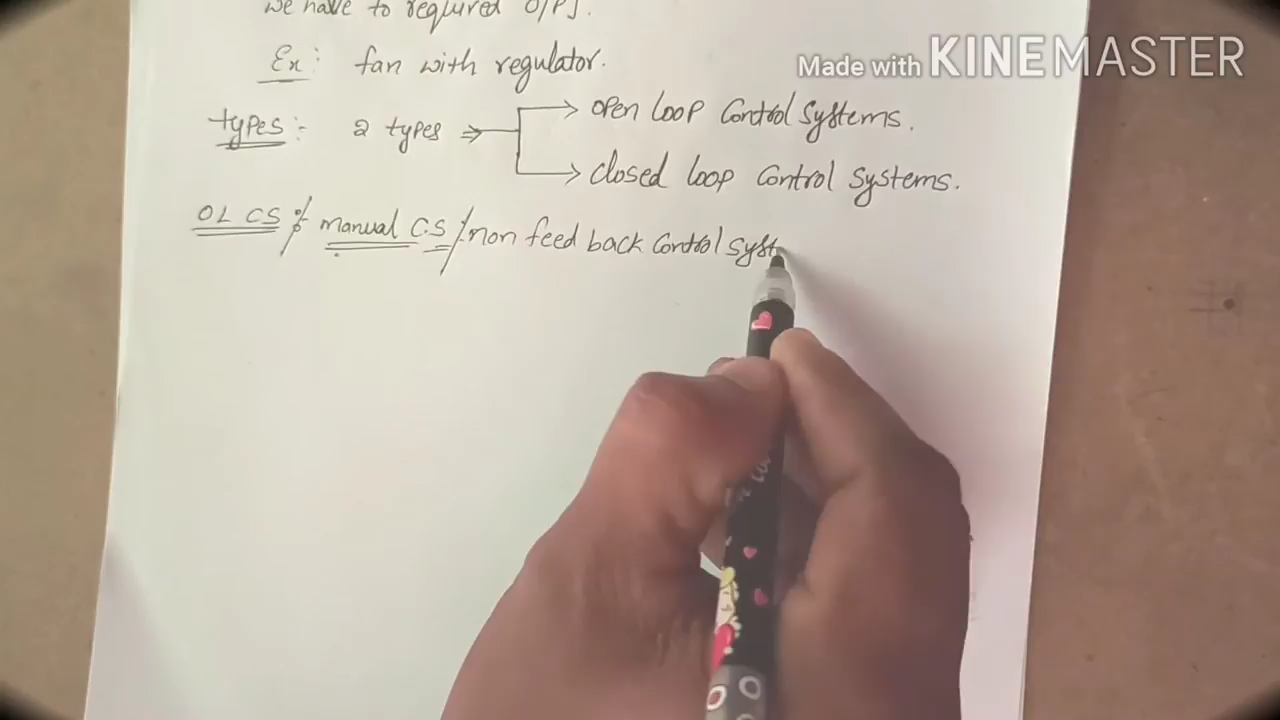 we have to required O/P].
Made with KINEMASTER
Ex: fan with regulator.
types:- 2 types ⇒ → open loop control systems.
→ closed loop control systems.
OL CS / manual C.S / non feed back control syst